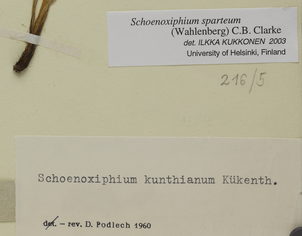 Schoenoxiphium sparteum
(Wahlenberg) C.B. Clarke
det. ILKKA KUKKONEN 2003
University of Helsinki, Finland
216/5
Schoenoxiphium kunthianum Kükenth.
det. – rev. D. Podlech 1960